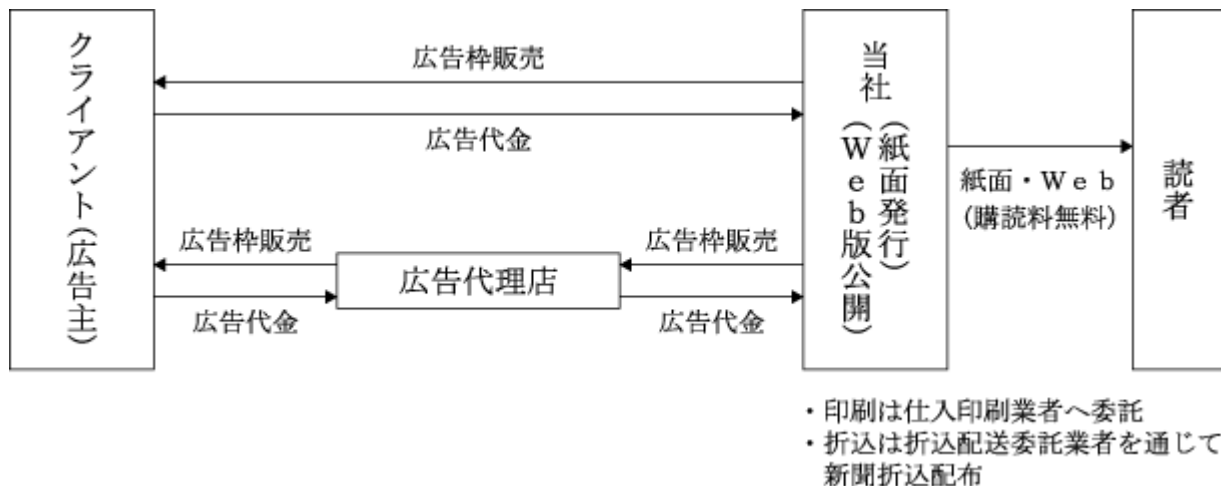 クライアント(広告主)
広告枠販売
広告代金
広告枠販売
広告代金
広告代理店
広告枠販売
広告代金
当社
(紙面発行)
(Ｗｅｂ版公開)
紙面・Ｗｅｂ
(購読料無料)
読者
・印刷は仕入印刷業者へ委託
・折込は折込配送委託業者を通じて
新聞折込配布